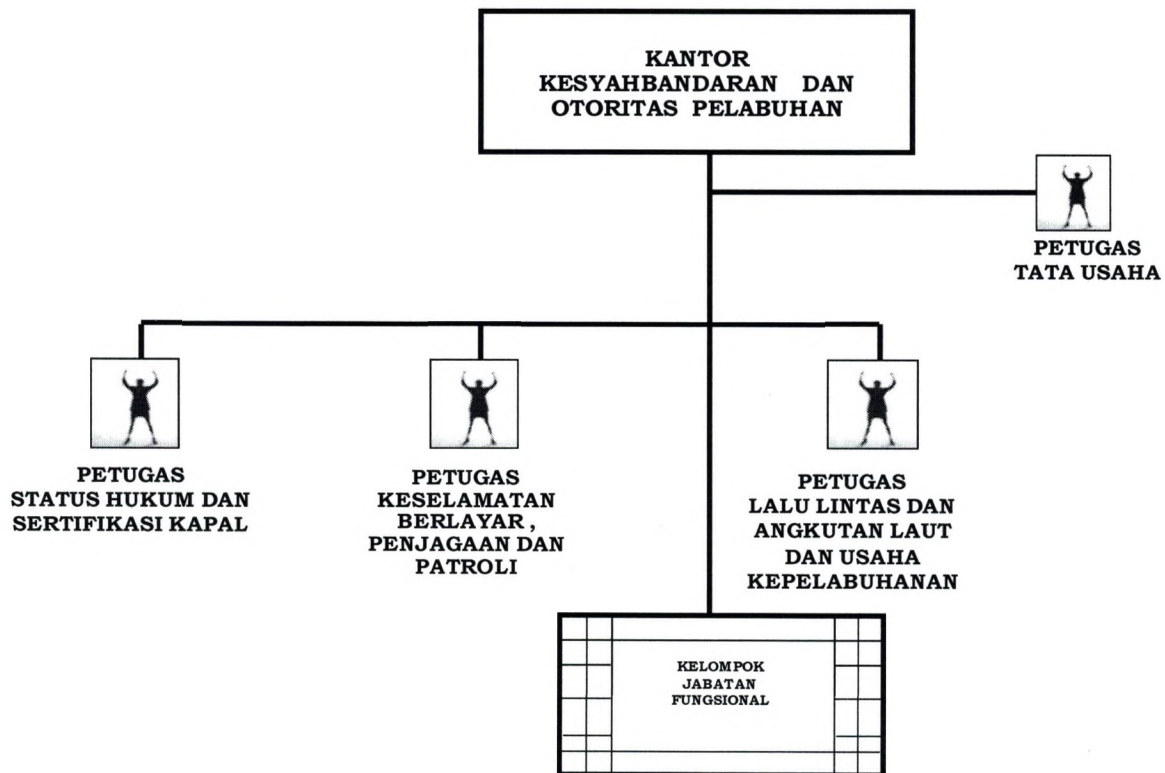 KANTOR
KESYAHBANDARAN DAN
OTORITAS PELABUHAN
PETUGAS
TATA USAHA
PETUGAS
STATUS HUKUM DAN
SERTIFIKASI KAPAL
PETUGAS
KESELAMATAN
BERLAYAR ,
PENJAGAAN DAN
PATROLI
PETUGAS
LALU LINTAS DAN
ANGKUTAN LAUT
DAN USAHA
KEPELABUHANAN
KELOMPOK
JABATAN
FUNGSIONAL